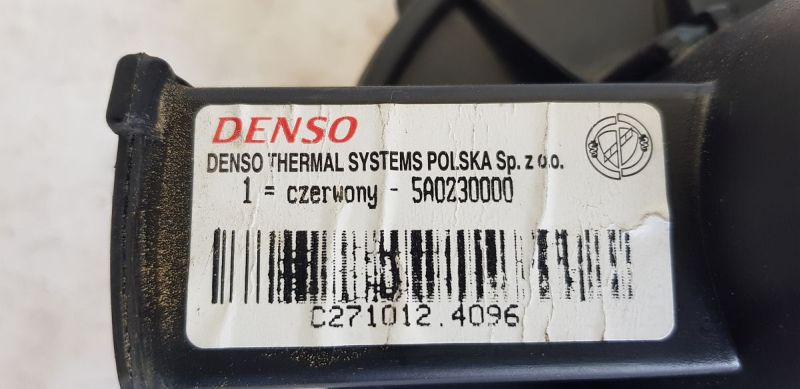 DENSO
DENSO THERMAL SYSTEMS POLSKA Sp. z o.o.
1 = czerwony - 5A0230000
C271012.4096